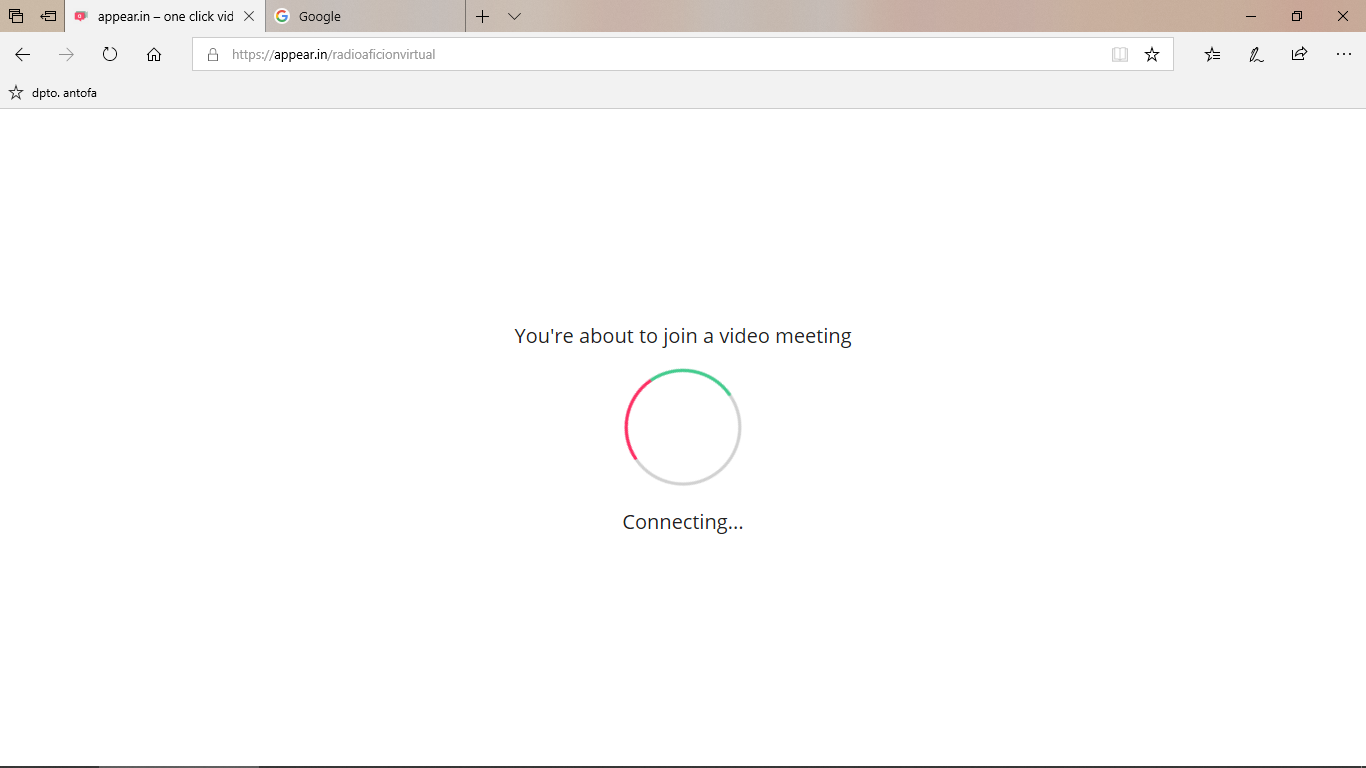 appear.in – one click vid
Google
https://appear.in/radioaficionvirtual
dpto. antofa
You're about to join a video meeting
Connecting...